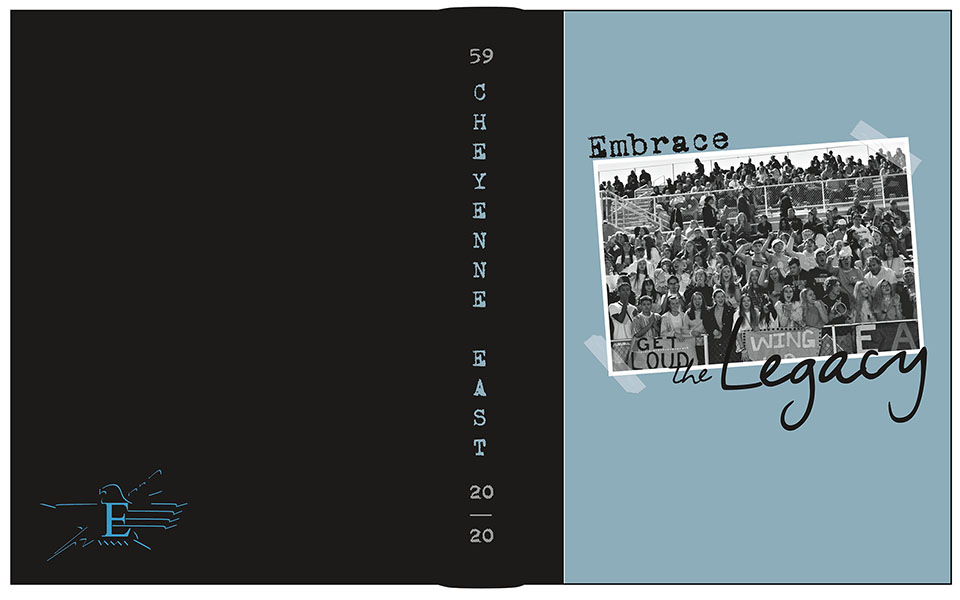 59
CHEYENNE EAST
20
20
E
Embrace
GET
LOUD
WING
the Legacy